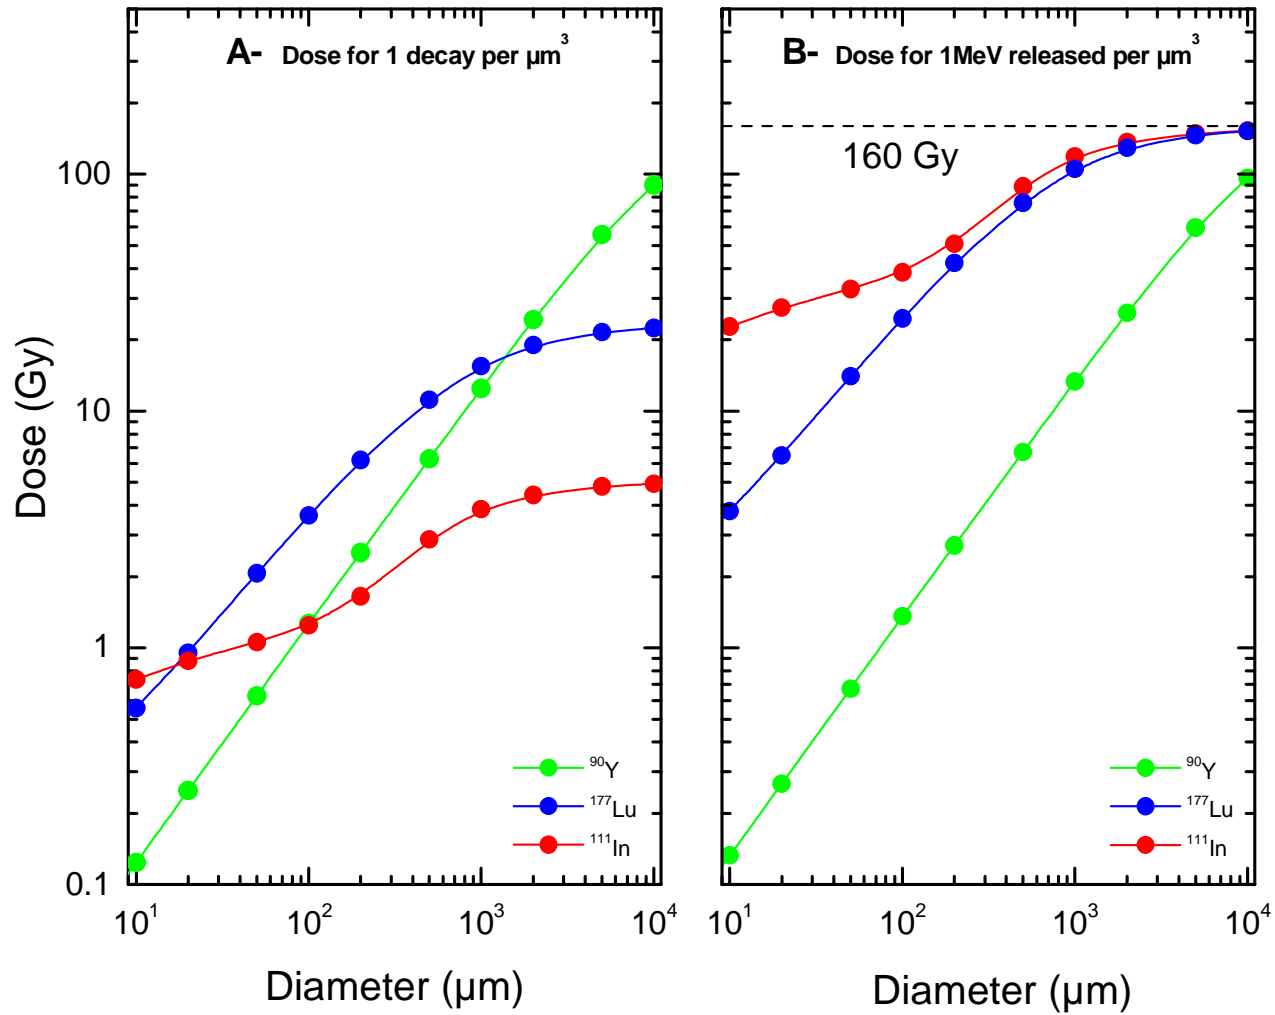 A- Dose for 1 decay per µm³
B- Dose for 1MeV released per µm³
160 Gy
Dose (Gy)
100
10
1
0.1
⁹⁰Y
¹⁷⁷Lu
¹¹¹In
⁹⁰Y
¹⁷⁷Lu
¹¹¹In
10¹ 10² 10³ 10⁴
10¹ 10² 10³ 10⁴
Diameter (µm)
Diameter (µm)